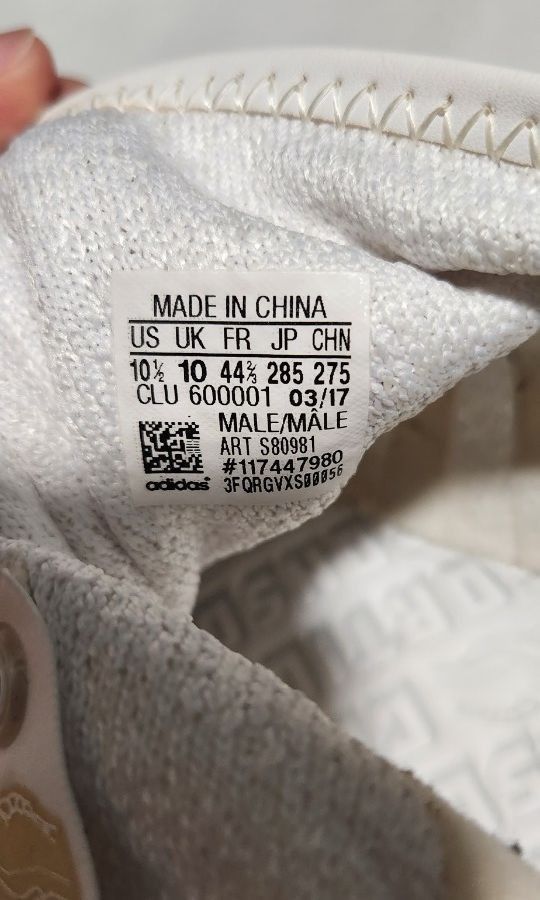 MADE IN CHINA
US UK FR JP CHN
10½ 10 44⅔ 285 275
CLU 600001 03/17
MALE/MÂLE
ART S80981
#117447980
adidas 3FQRGVXS00056